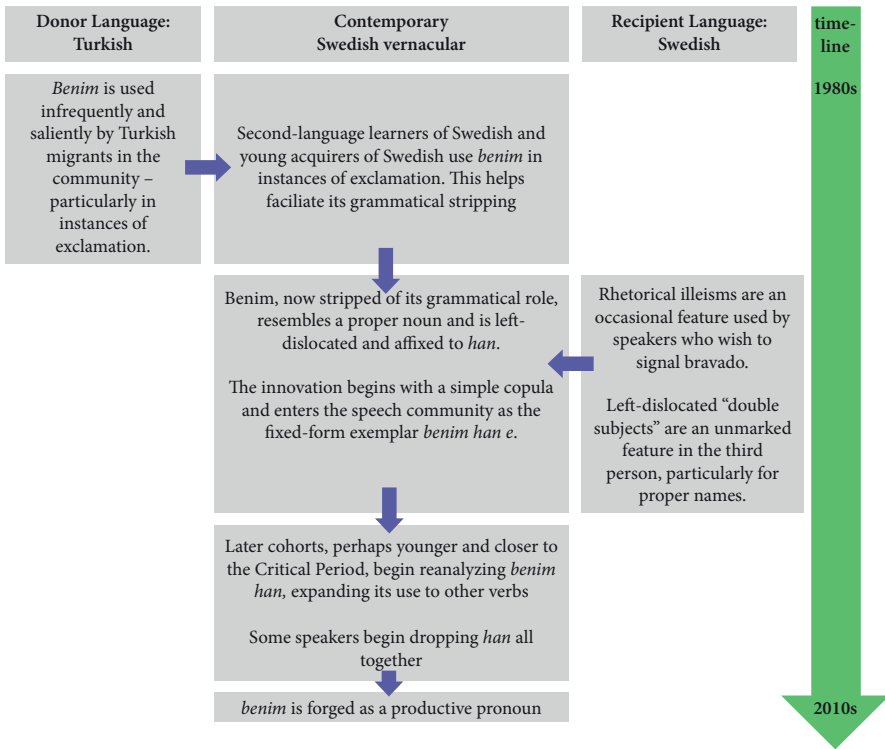 Donor Language:
Turkish
Contemporary
Swedish vernacular
Recipient Language:
Swedish
time-
line
1980s
Benim is used
infrequently and
saliently by Turkish
migrants in the
community –
particularly in
instances of
exclamation.
Second-language learners of Swedish and
young acquirers of Swedish use benim in
instances of exclamation. This helps
faciliate its grammatical stripping
Benim, now stripped of its grammatical role,
resembles a proper noun and is left-
dislocated and affixed to han.
The innovation begins with a simple copula
and enters the speech community as the
fixed-form exemplar benim han e.
Rhetorical illeisms are an
occasional feature used by
speakers who wish to
signal bravado.
Left-dislocated “double
subjects” are an unmarked
feature in the third
person, particularly for
proper names.
Later cohorts, perhaps younger and closer to
the Critical Period, begin reanalyzing benim
han, expanding its use to other verbs
Some speakers begin dropping han all
together
benim is forged as a productive pronoun
2010s